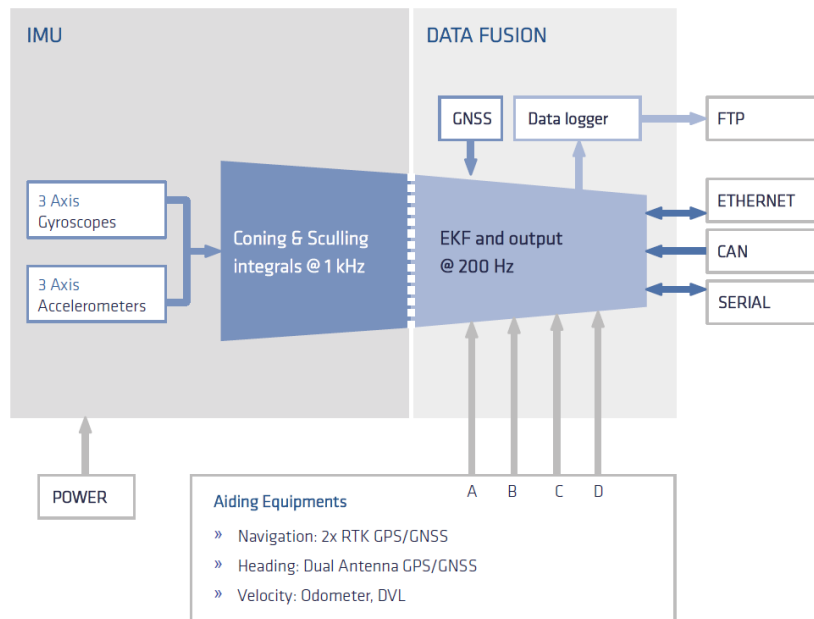 IMU
DATA FUSION
GNSS
Data logger
FTP
3 Axis
Gyroscopes
3 Axis
Accelerometers
Coning & Sculling
integrals @ 1 kHz
EKF and output
@ 200 Hz
ETHERNET
CAN
SERIAL
POWER
A B C D
Aiding Equipments
» Navigation: 2x RTK GPS/GNSS
» Heading: Dual Antenna GPS/GNSS
» Velocity: Odometer, DVL